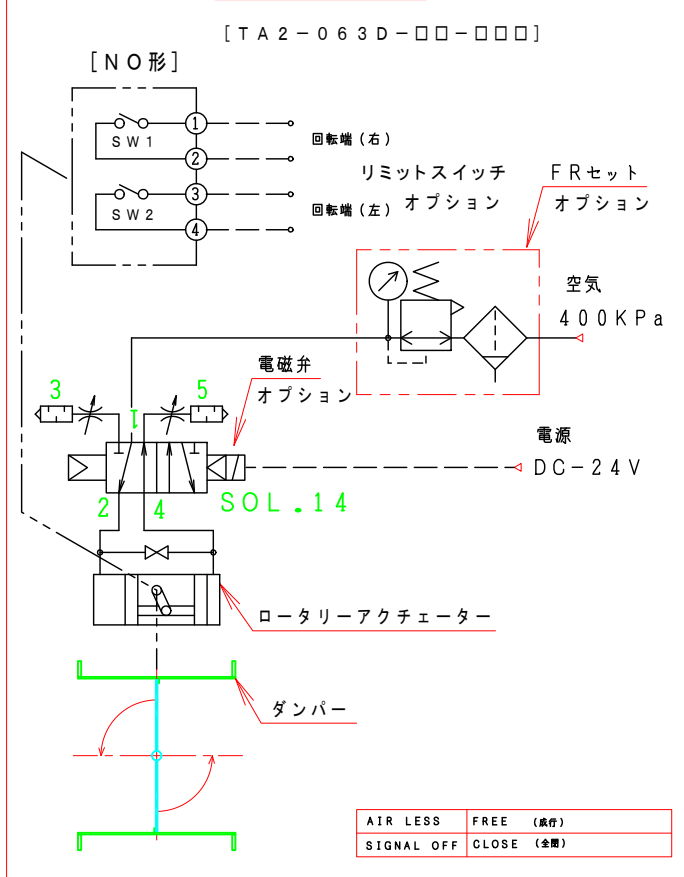 [TA2-063D-□□-□□□]
[NO形]
SW1
1
2
回転端(右)
SW2
3
4
回転端(左)
リミットスイッチ
オプション
FRセット
オプション
空気
400KPa
電磁弁
オプション
3
1
5
電源
DC-24V
2
4
SOL.14
ロータリーアクチェーター
ダンパー
AIR LESS FREE (成行)
SIGNAL OFF CLOSE (全閉)